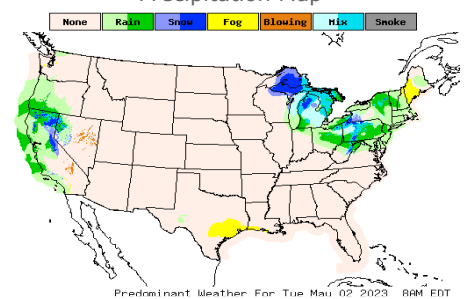 Precipitation Map
None Rain Snow Fog Blowing Mix Smoke
Predominant Weather For Tue May 02 2023 8AM EDT